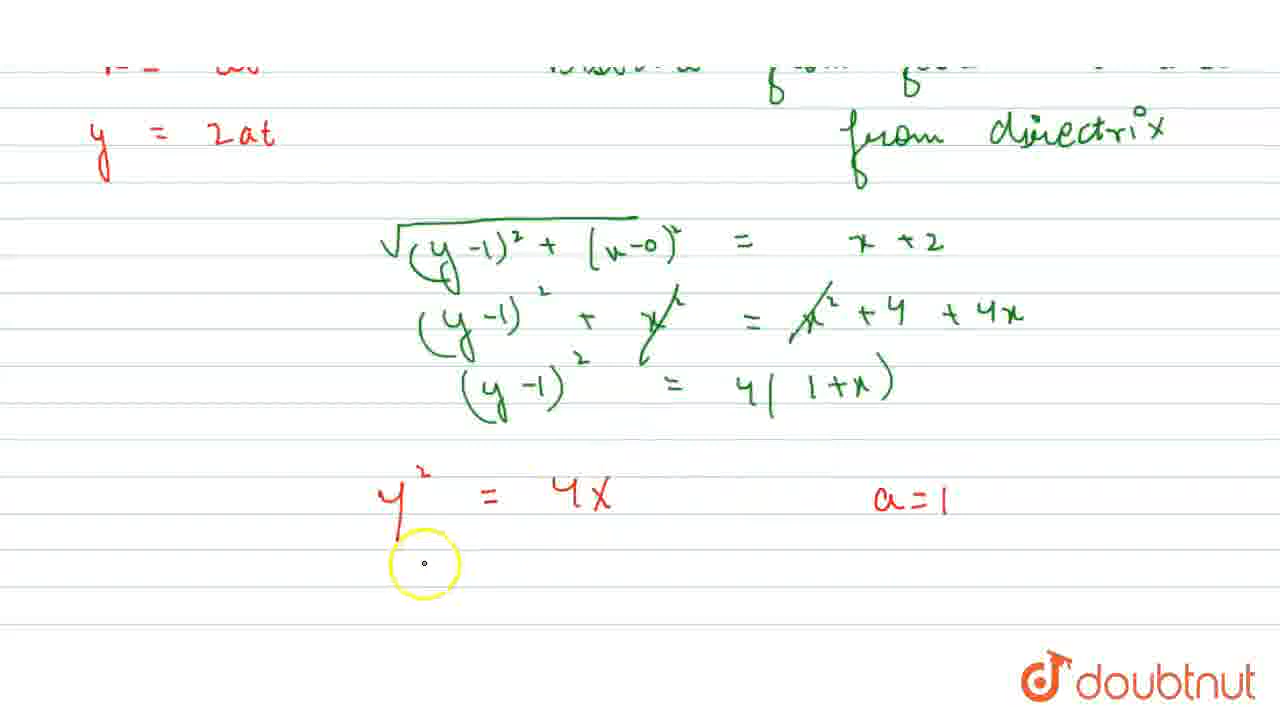 y = 2at
from directrix
√(y-1)² + (x-0)² = x + 2
(y-1)² + x² = x² + 4 + 4x
(y-1)² = 4(1+x)
Y² = 4X a=1
doubtnut